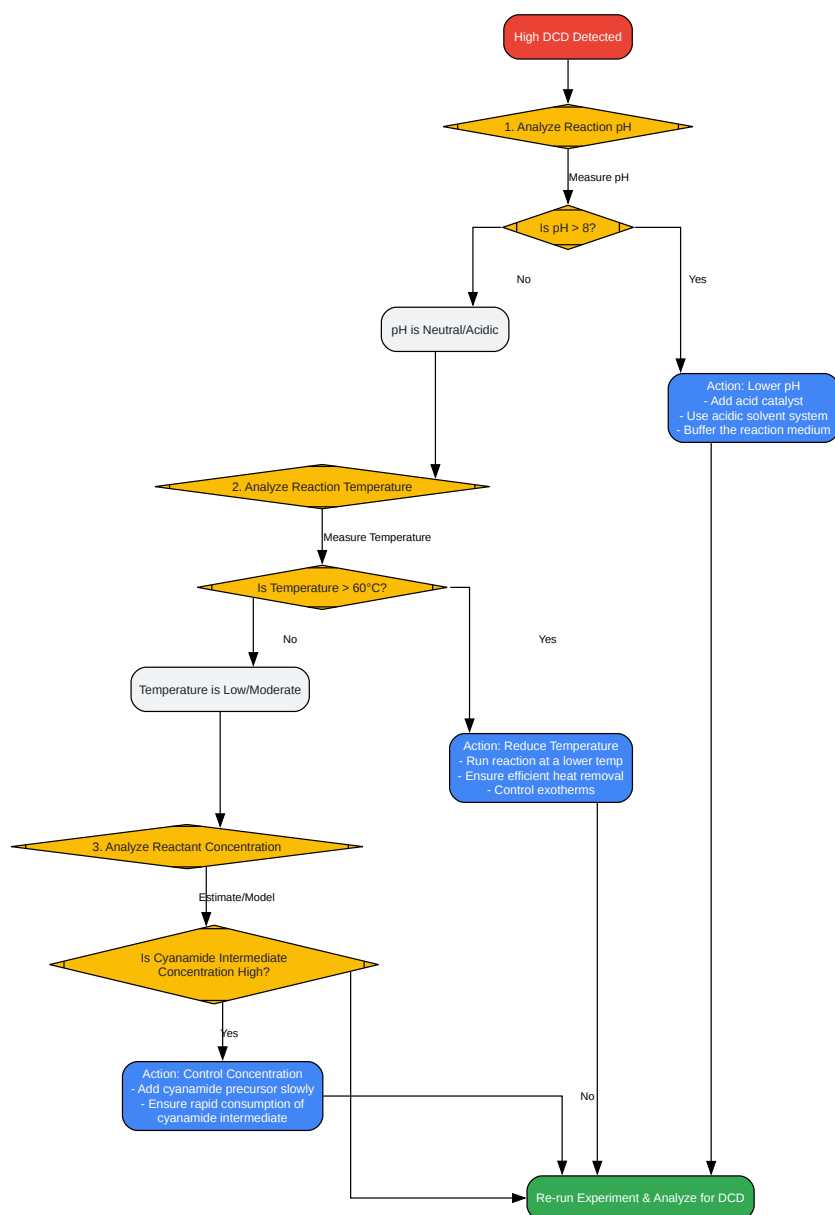 High DCD Detected
1. Analyze Reaction pH
Measure pH
Is pH > 8?
No
Yes
pH is Neutral/Acidic
Action: Lower pH
- Add acid catalyst
- Use acidic solvent system
- Buffer the reaction medium
2. Analyze Reaction Temperature
Measure Temperature
Is Temperature > 60°C?
No
Yes
Temperature is Low/Moderate
Action: Reduce Temperature
- Run reaction at a lower temp
- Ensure efficient heat removal
- Control exotherms
3. Analyze Reactant Concentration
Estimate/Model
Is Cyanamide Intermediate
Concentration High?
Yes
Action: Control Concentration
- Add cyanamide precursor slowly
- Ensure rapid consumption of
cyanamide intermediate
No
Re-run Experiment & Analyze for DCD